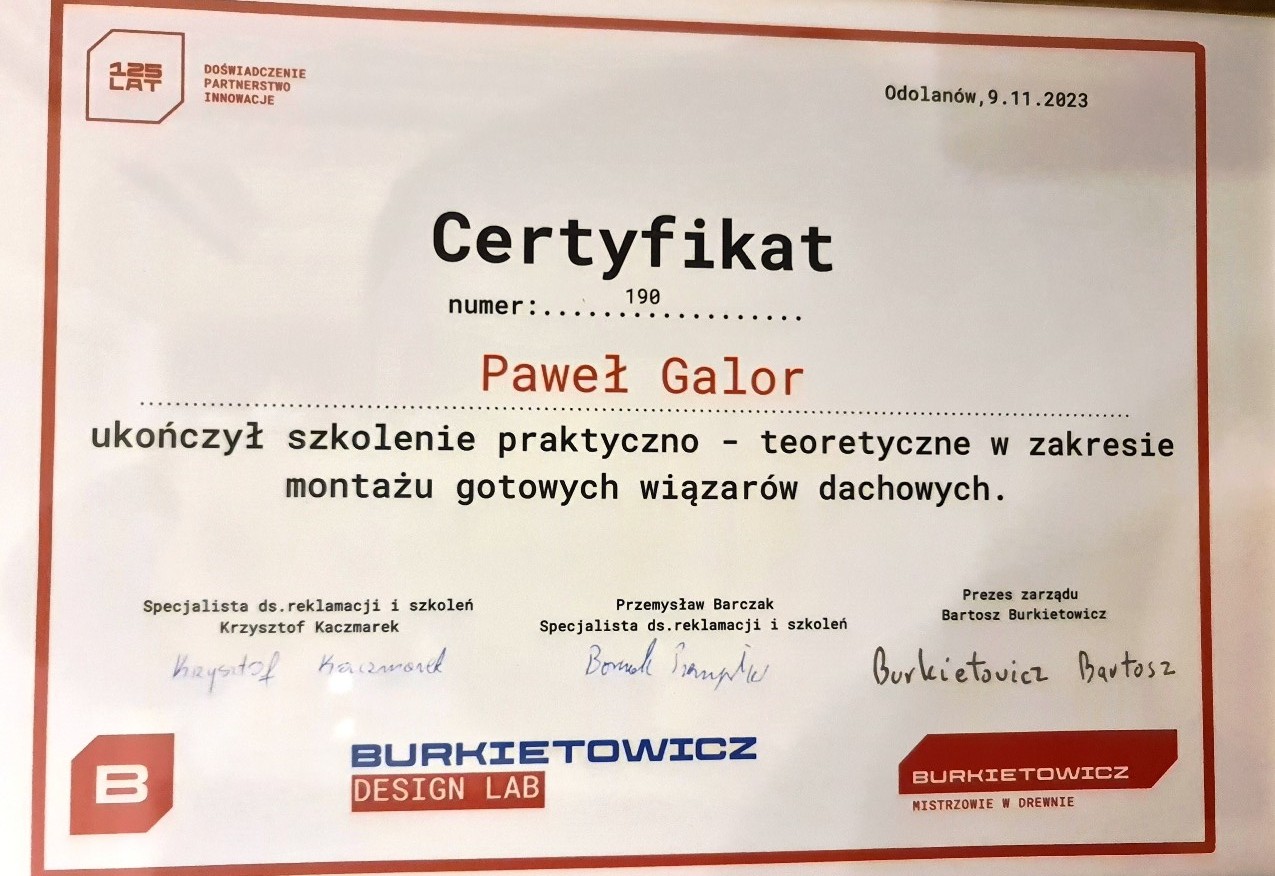 125
LAT
DOŚWIADCZENIE
PARTNERSTWO
INNOWACJE
Odolanów,9.11.2023
Certyfikat
numer:......190...........
Paweł Galor
ukończył szkolenie praktyczno - teoretyczne w zakresie
montażu gotowych wiązarów dachowych.
Specjalista ds.reklamacji i szkoleń
Krzysztof Kaczmarek
Krzysztof Kaczmarek
Przemysław Barczak
Specjalista ds.reklamacji i szkoleń
Prezes zarządu
Bartosz Burkietowicz
Burkietowicz Bartosz
B
BURKIETOWICZ
DESIGN LAB
BURKIETOWICZ
MISTRZOWIE W DREWNIE